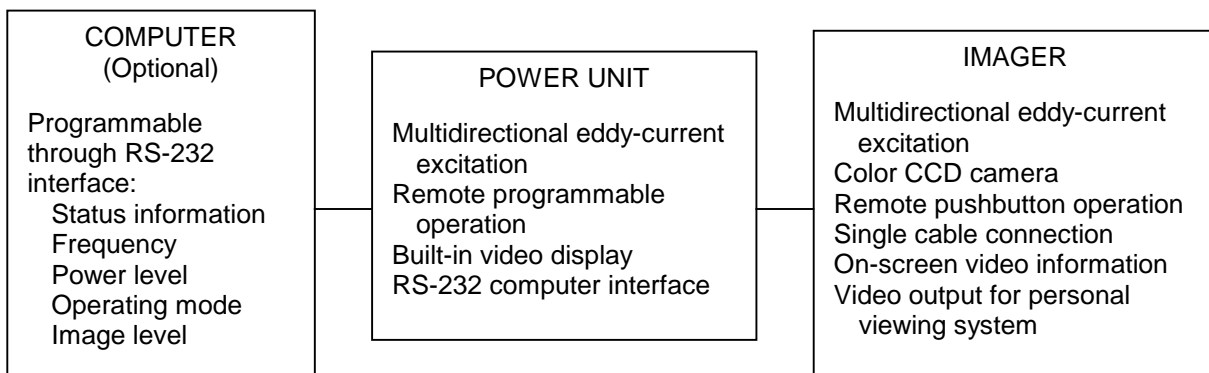 COMPUTER
(Optional)
Programmable
through RS-232
interface:
Status information
Frequency
Power level
Operating mode
Image level
POWER UNIT
Multidirectional eddy-current
excitation
Remote programmable
operation
Built-in video display
RS-232 computer interface
IMAGER
Multidirectional eddy-current
excitation
Color CCD camera
Remote pushbutton operation
Single cable connection
On-screen video information
Video output for personal
viewing system